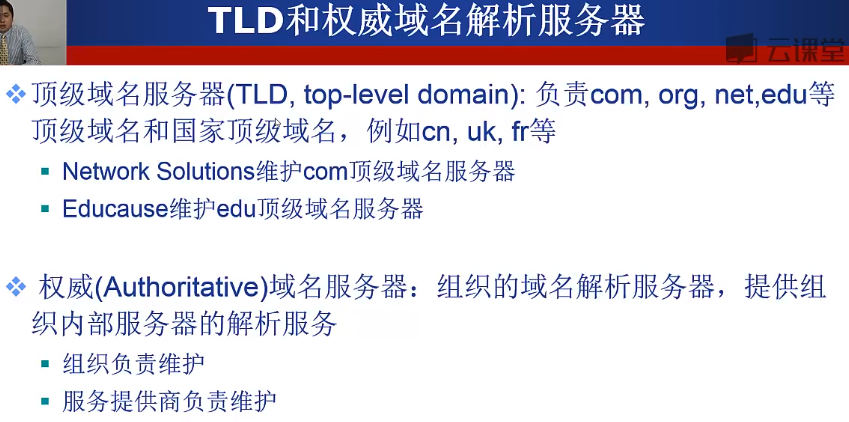 TLD和权威域名解析服务器
云课堂
顶级域名服务器(TLD, top-level domain): 负责com, org, net,edu等
顶级域名和国家顶级域名，例如cn, uk, fr等
Network Solutions维护com顶级域名服务器
Educause维护edu顶级域名服务器
权威(Authoritative)域名服务器：组织的域名解析服务器，提供组
织内部服务器的解析服务
组织负责维护
服务提供商负责维护